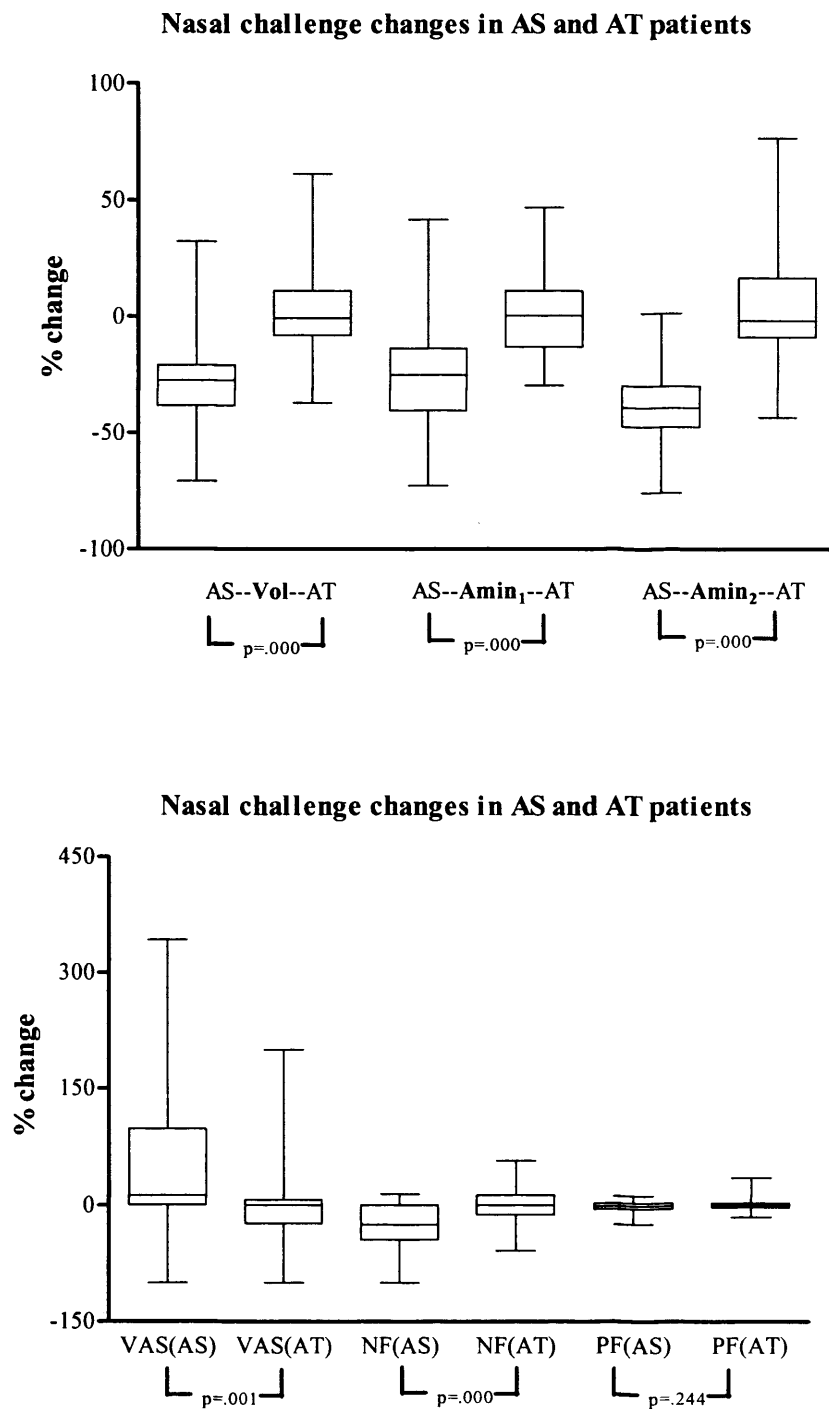 Nasal challenge changes in AS and AT patients
100
50
0
-50
-100
% change
AS--Vol--AT AS--Amin₁--AT AS--Amin₂--AT
p=.000 p=.000 p=.000
Nasal challenge changes in AS and AT patients
450
300
150
0
-150
% change
VAS(AS) VAS(AT) NF(AS) NF(AT) PF(AS) PF(AT)
p=.001 p=.000 p=.244